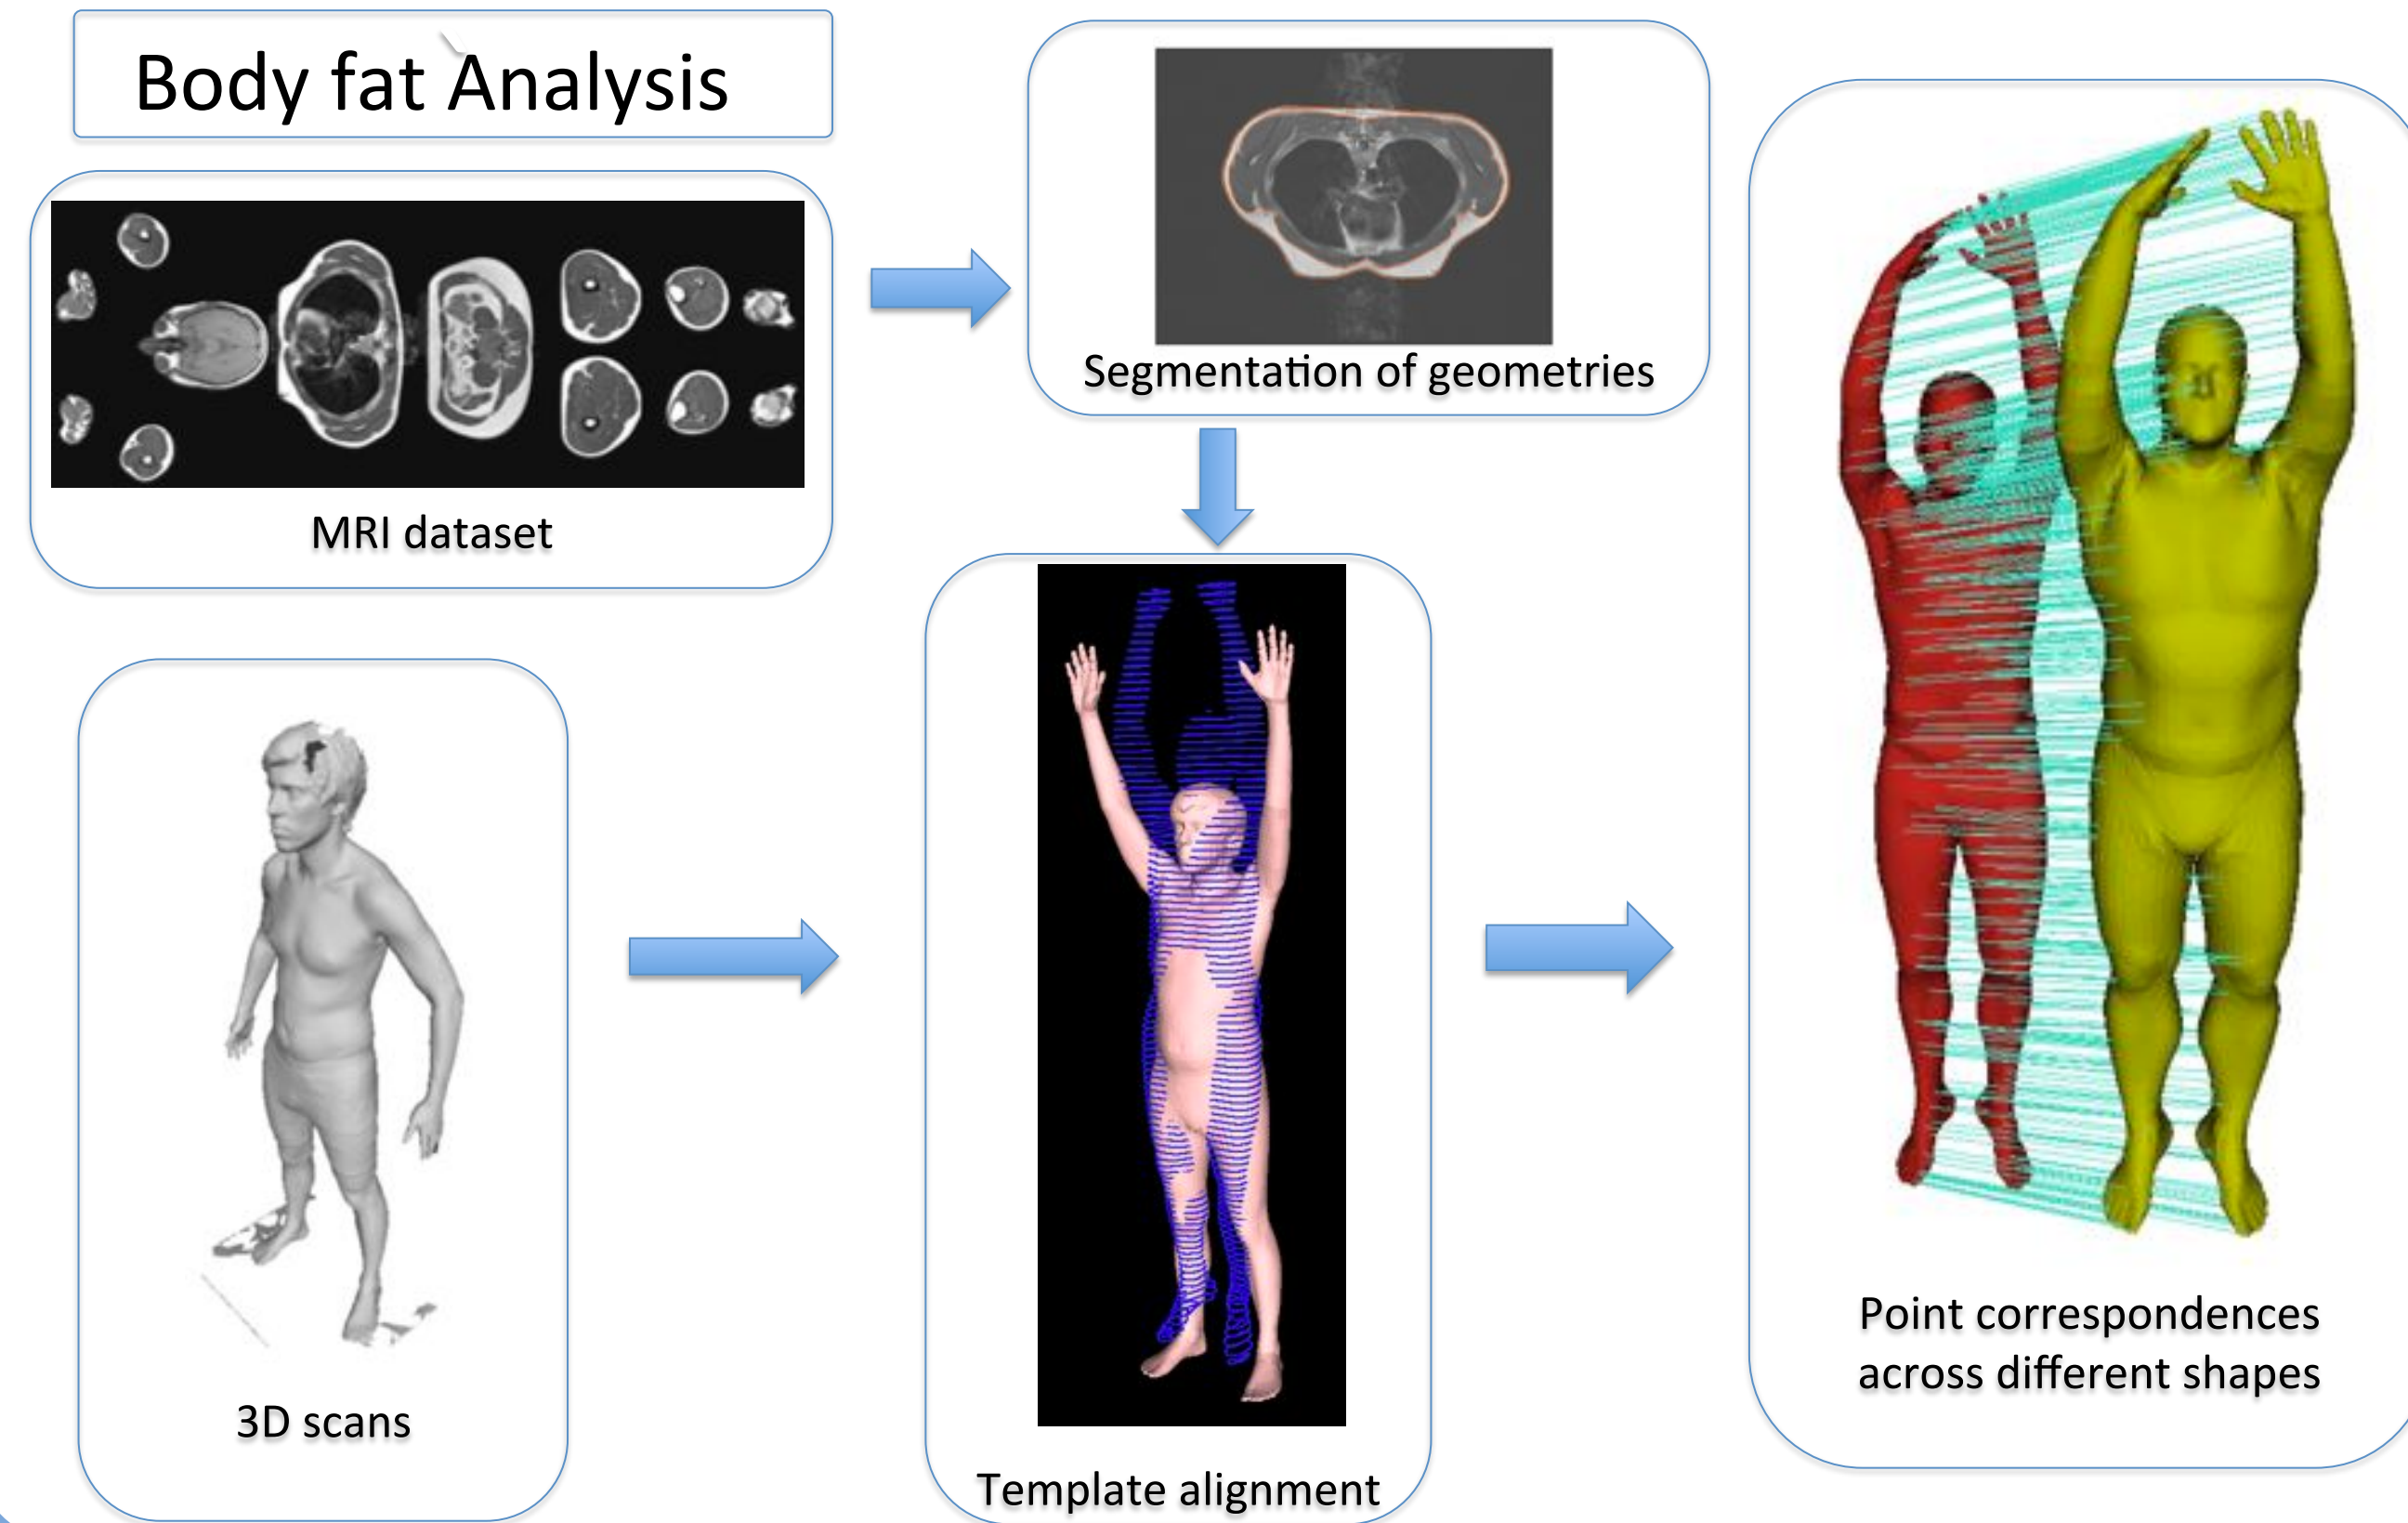 Body fat Analysis
MRI dataset
Segmentation of geometries
3D scans
Template alignment
Point correspondences
across different shapes